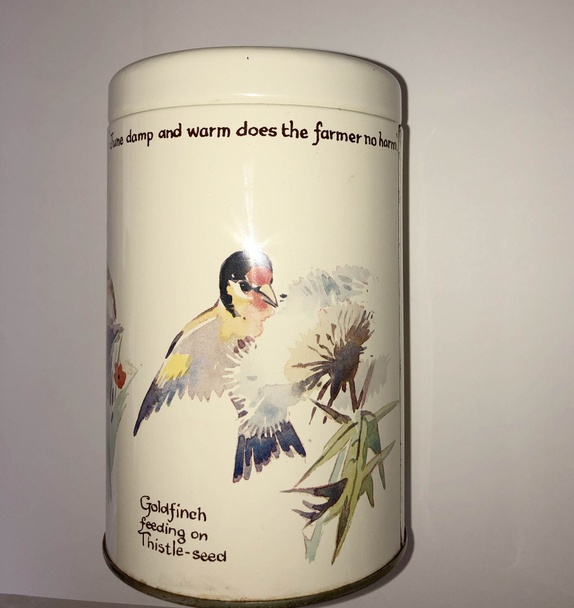 June damp and warm does the farmer no harm
Goldfinch
feeding on
Thistle-seed